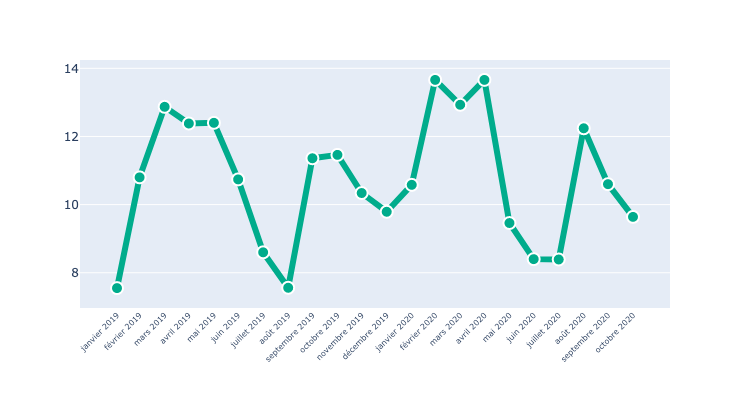 14
12
10
8
janvier 2019
février 2019
mars 2019
avril 2019
mai 2019
juin 2019
juillet 2019
août 2019
septembre 2019
octobre 2019
novembre 2019
décembre 2019
janvier 2020
février 2020
mars 2020
avril 2020
mai 2020
juin 2020
juillet 2020
août 2020
septembre 2020
octobre 2020